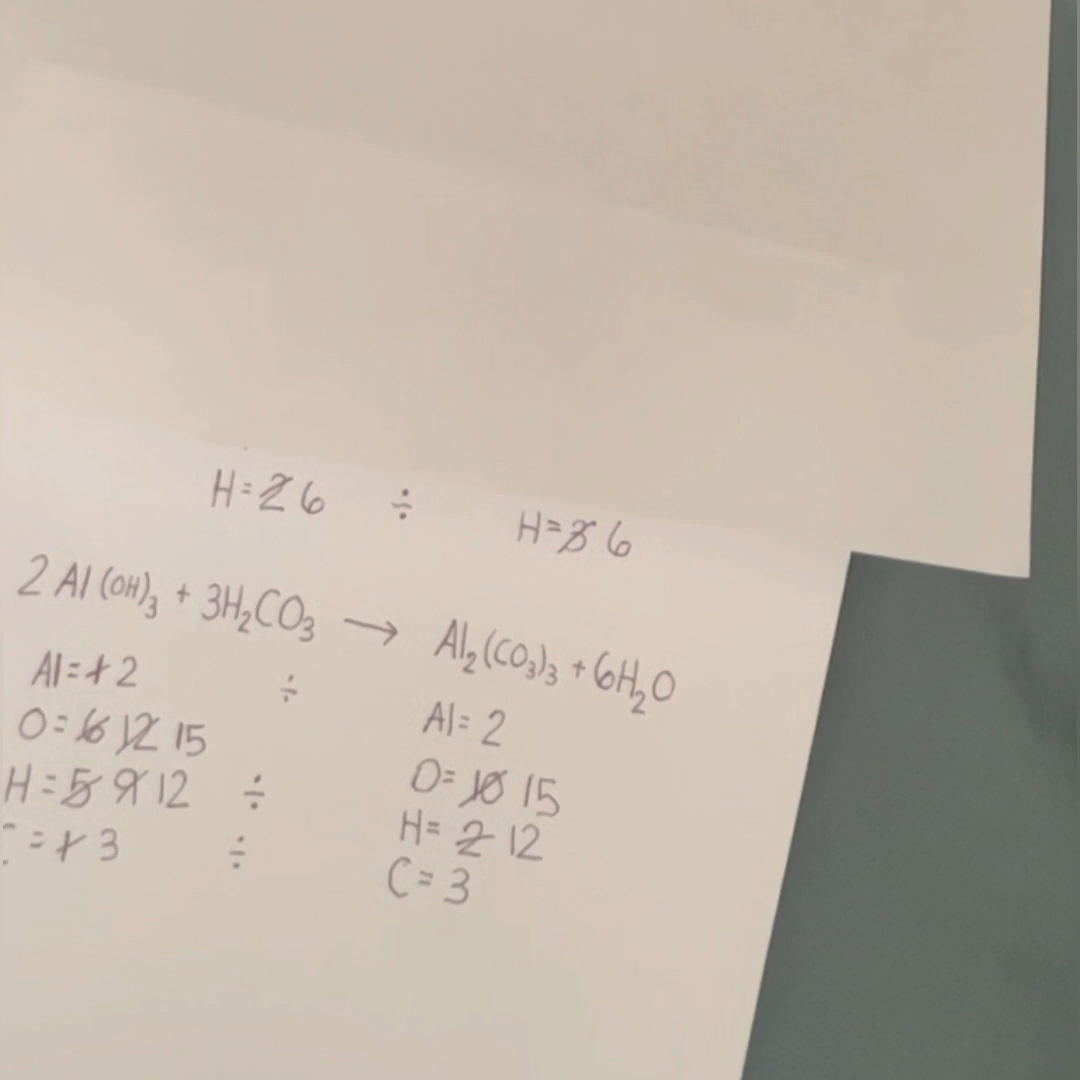 H=2 6 ÷ H=3 6
2 Al(OH)₃ + 3H₂CO₃ → Al₂(CO₃)₃ + 6H₂O
Al=1 2 ÷ Al=2
O=6 12 15 O=10 15
H=5 9 12 ÷ H=2 12
=1 3 ÷ C=3